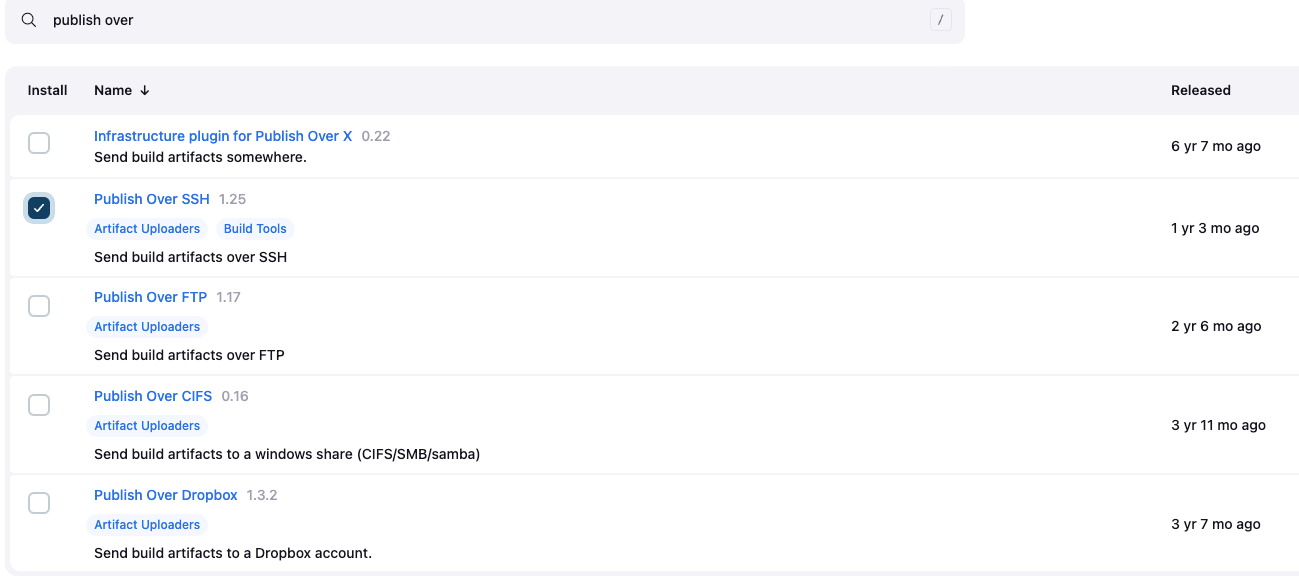 publish over /
Install Name ↓ Released
Infrastructure plugin for Publish Over X 0.22
Send build artifacts somewhere.
6 yr 7 mo ago
Publish Over SSH 1.25
Artifact Uploaders Build Tools
Send build artifacts over SSH
1 yr 3 mo ago
Publish Over FTP 1.17
Artifact Uploaders
Send build artifacts over FTP
2 yr 6 mo ago
Publish Over CIFS 0.16
Artifact Uploaders
Send build artifacts to a windows share (CIFS/SMB/samba)
3 yr 11 mo ago
Publish Over Dropbox 1.3.2
Artifact Uploaders
Send build artifacts to a Dropbox account.
3 yr 7 mo ago